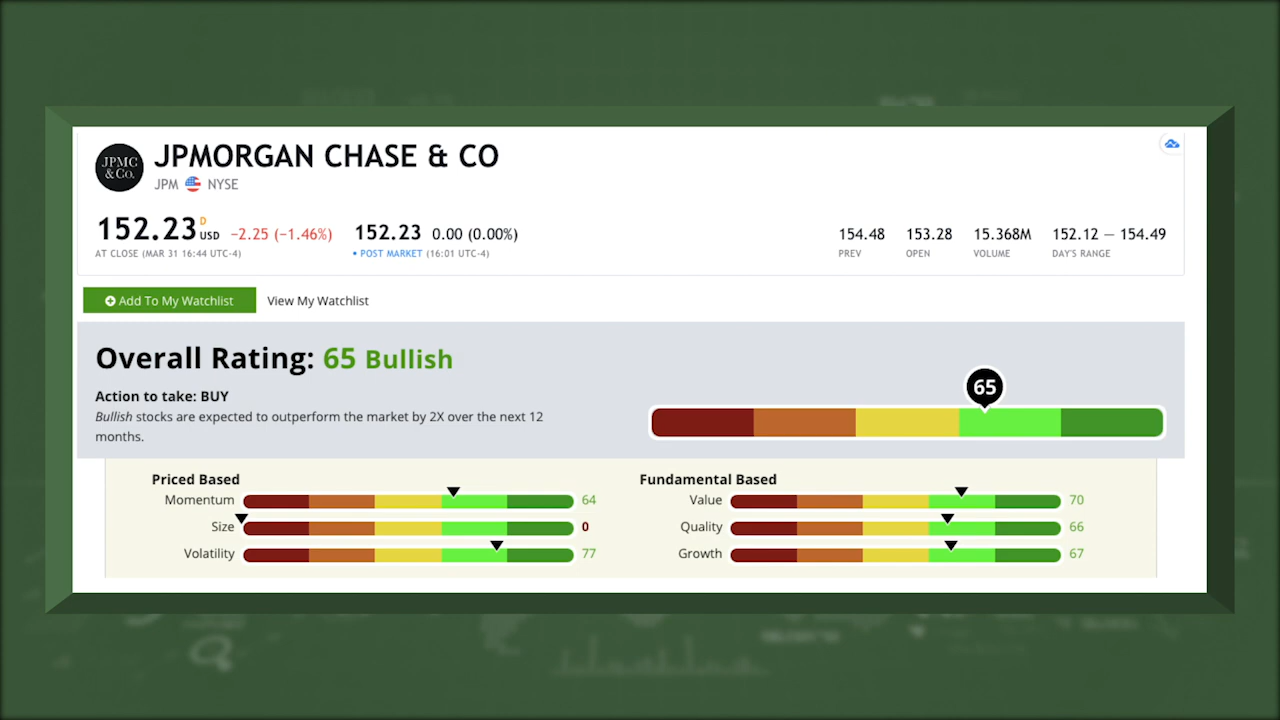 JPMC
& CO.
JPMORGAN CHASE & CO
JPM NYSE
152.23 D USD −2.25 (−1.46%) 152.23 0.00 (0.00%)
AT CLOSE (MAR 31 16:44 UTC-4) • POST MARKET (16:01 UTC-4)
154.48 153.28 15.368M 152.12 — 154.49
PREV OPEN VOLUME DAY'S RANGE
Add To My Watchlist View My Watchlist
Overall Rating: 65 Bullish
Action to take: BUY
Bullish stocks are expected to outperform the market by 2X over the next 12
months.
65
Priced Based
Momentum 64
Size 0
Volatility 77
Fundamental Based
Value 70
Quality 66
Growth 67